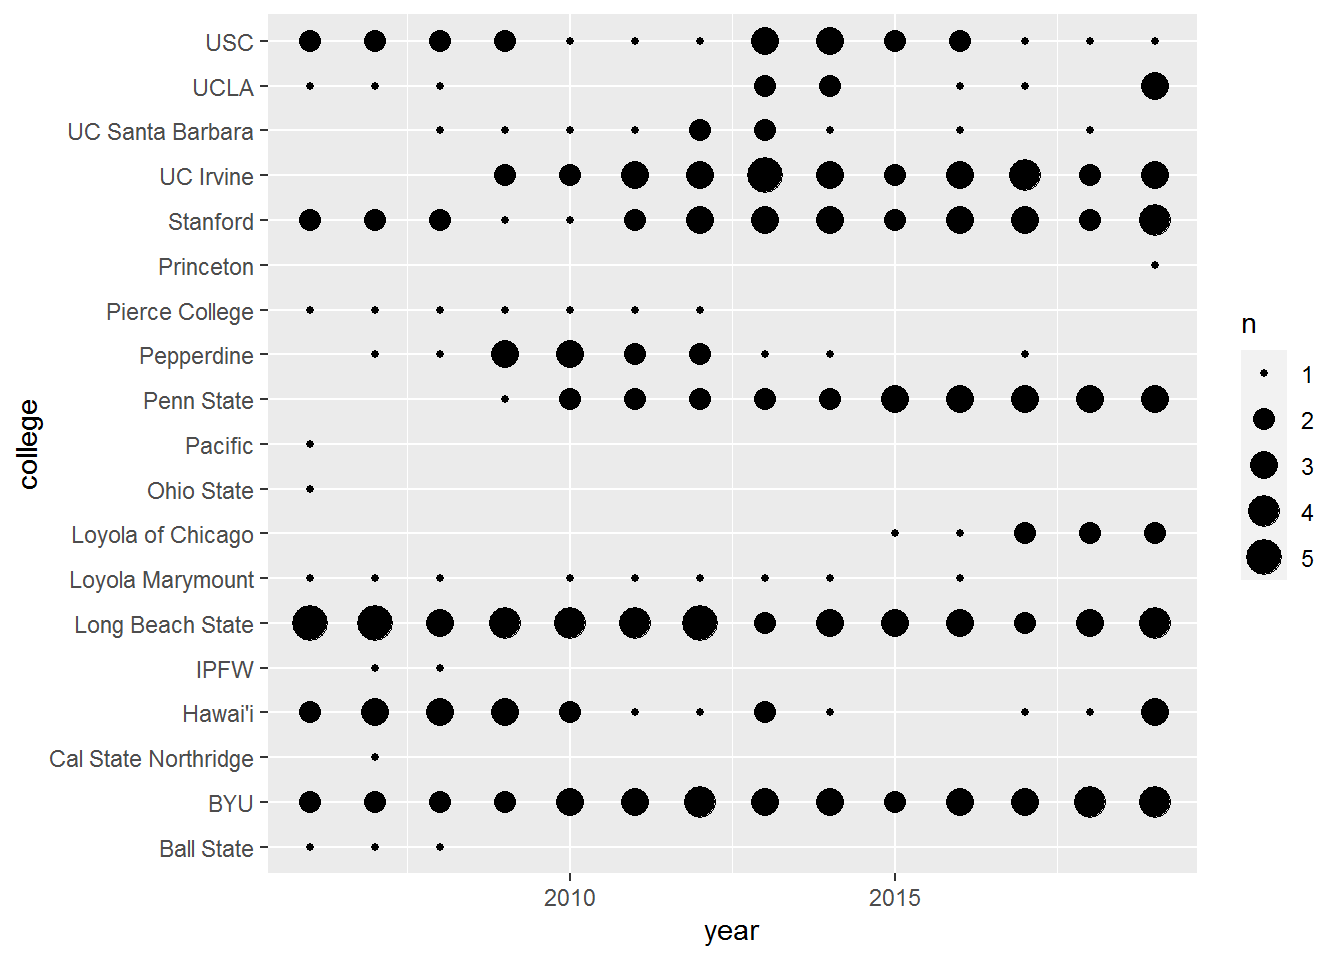 USC
UCLA
UC Santa Barbara
UC Irvine
Stanford
Princeton
Pierce College
Pepperdine
Penn State
Pacific
Ohio State
Loyola of Chicago
Loyola Marymount
Long Beach State
IPFW
Hawai'i
Cal State Northridge
BYU
Ball State
college
2010
2015
year
n
1
2
3
4
5